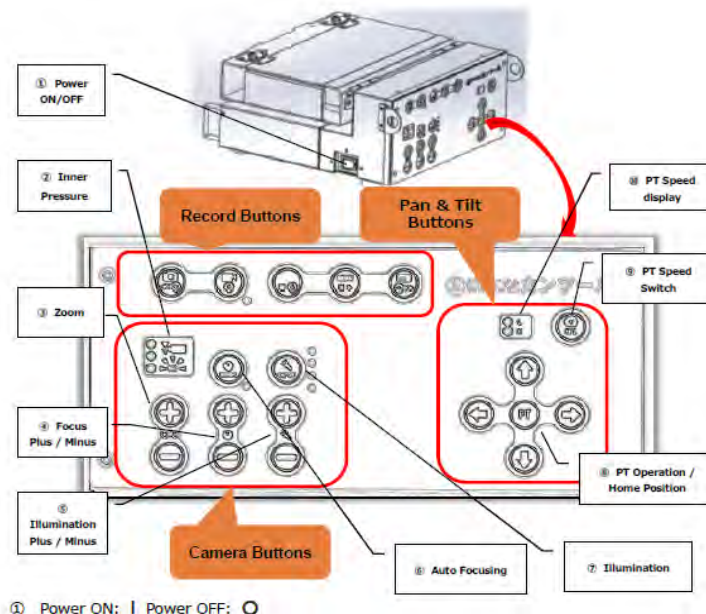 ① Power
ON/OFF
② Inner
Pressure
Record Buttons
Pan & Tilt
Buttons
⑩ PT Speed
display
⑨ PT Speed
Switch
③ Zoom
④ Focus
Plus / Minus
PT
⑧ PT Operation /
Home Position
⑤
Illumination
Plus / Minus
Camera Buttons
⑥ Auto Focusing
⑦ Illumination
① Power ON: | Power OFF: O